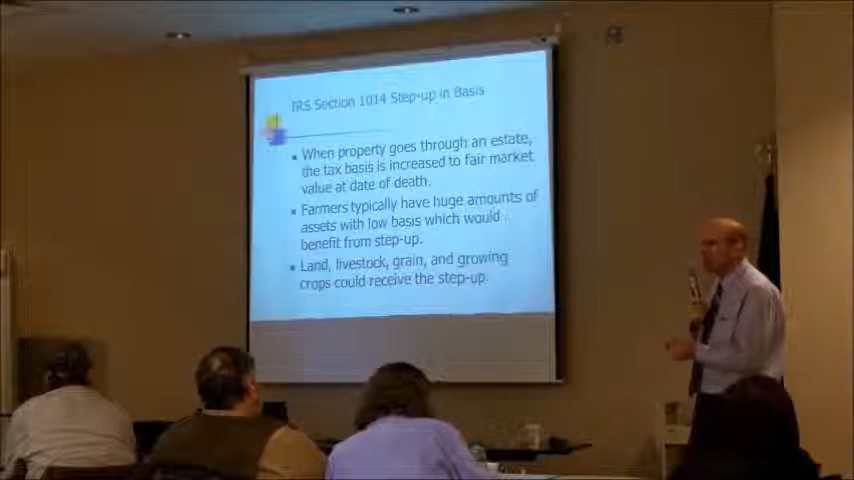 IRS Section 1014 Step-up in Basis
When property goes through an estate,
the tax basis is increased to fair market
value at date of death.
Farmers typically have huge amounts of
assets with low basis which would
benefit from step-up.
Land, livestock, grain, and growing
crops could receive the step-up.